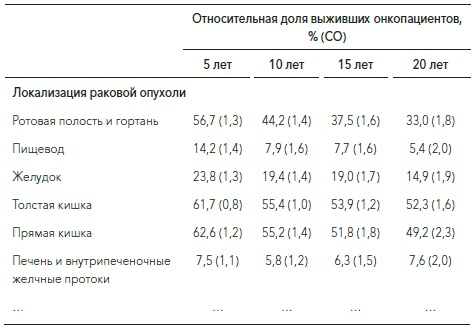 Относительная доля выживших онкопациентов,
% (СО)
5 лет 10 лет 15 лет 20 лет
Локализация раковой опухоли
Ротовая полость и гортань 56,7 (1,3) 44,2 (1,4) 37,5 (1,6) 33,0 (1,8)
Пищевод 14,2 (1,4) 7,9 (1,6) 7,7 (1,6) 5,4 (2,0)
Желудок 23,8 (1,3) 19,4 (1,4) 19,0 (1,7) 14,9 (1,9)
Толстая кишка 61,7 (0,8) 55,4 (1,0) 53,9 (1,2) 52,3 (1,6)
Прямая кишка 62,6 (1,2) 55,2 (1,4) 51,8 (1,8) 49,2 (2,3)
Печень и внутрипеченочные 7,5 (1,1) 5,8 (1,2) 6,3 (1,5) 7,6 (2,0)
желчные протоки
... ... ... ... ...